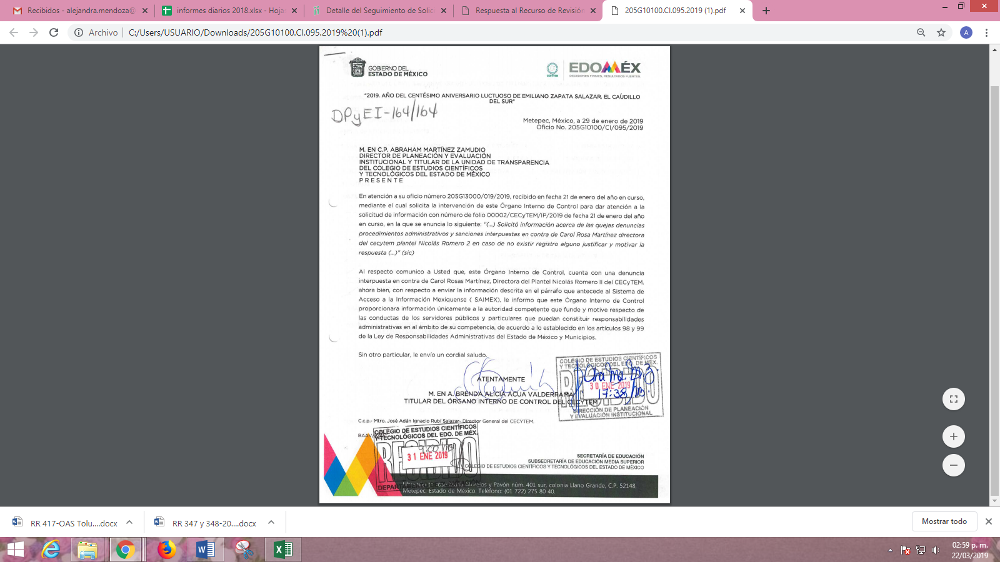 Recibidos - alejandra.mendoza@
informes diarios 2018.xlsx - Hoja
Detalle del Seguimiento de Solic
Respuesta al Recurso de Revisión
205G10100.CI.095.2019 (1).pdf
Archivo
C:/Users/USUARIO/Downloads/205G10100.CI.095.2019%20(1).pdf
A
GOBIERNO DEL
ESTADO DE MÉXICO
CECyTEM
EDOMÉX
DECISIONES FIRMES, RESULTADOS FUERTES.
"2019. AÑO DEL CENTÉSIMO ANIVERSARIO LUCTUOSO DE EMILIANO ZAPATA SALAZAR. EL CAÚDILLO
DEL SUR"
DPyEI-164/164
Metepec, México, a 29 de enero de 2019
Oficio No. 205G10100/CI/095/2019
M. EN C.P. ABRAHAM MARTÍNEZ ZAMUDIO
DIRECTOR DE PLANEACIÓN Y EVALUACIÓN
INSTITUCIONAL Y TITULAR DE LA UNIDAD DE TRANSPARENCIA
DEL COLEGIO DE ESTUDIOS CIENTÍFICOS
Y TECNOLÓGICOS DEL ESTADO DE MÉXICO
P R E S E N T E
En atención a su oficio número 205G13000/019/2019, recibido en fecha 21 de enero del año en curso,
mediante el cual solicita la intervención de este Órgano Interno de Control para dar atención a la
solicitud de información con número de folio 00002/CECyTEM/IP/2019 de fecha 21 de enero del año
en curso, en la que se enuncia lo siguiente: "(...) Solicitó información acerca de las quejas denuncias
procedimientos administrativos y sanciones interpuestas en contra de Carol Rosa Martínez directora
del cecytem plantel Nicolás Romero 2 en caso de no existir registro alguno justificar y motivar la
respuesta (...)" (sic)
Al respecto comunico a Usted que, este Órgano Interno de Control, cuenta con una denuncia
interpuesta en contra de Carol Rosas Martínez, Directora del Plantel Nicolás Romero II del CECyTEM.
ahora bien, con respecto a enviar la información descrita en el párrafo que antecede al Sistema de
Acceso a la Información Mexiquense ( SAIMEX), le informo que este Órgano Interno de Control
proporcionara información únicamente a la autoridad competente que funde y motive respecto de
las conductas de los servidores públicos y particulares que puedan constituir responsabilidades
administrativas en al ámbito de su competencia, de acuerdo a lo establecido en los artículos 98 y 99
de la Ley de Responsabilidades Administrativas del Estado de México y Municipios.
Sin otro particular, le envío un cordial saludo.
ATENTAMENTE
M. EN A. BRENDA ALICIA ACUA VALDERRAMA
TITULAR DEL ÓRGANO INTERNO DE CONTROL DEL CECYTEM
COLEGIO DE ESTUDIOS CIENTÍFICOS
Y TECNOLÓGICOS DEL EDO. DE MÉX.
RECIBIDO
30 ENE 2019
17:38
DIRECCIÓN DE PLANEACIÓN
Y EVALUACIÓN INSTITUCIONAL
C.c.p.- Mtro. José Adán Ignacio Rubí Salazar- Director General del CECYTEM.
BAAV
COLEGIO DE ESTUDIOS CIENTÍFICOS
Y TECNOLÓGICOS DEL EDO. DE MÉX.
RECIBIDO
31 ENE 2019
SECRETARÍA DE EDUCACIÓN
SUBSECRETARÍA DE EDUCACIÓN MEDIA SUPERIOR
COLEGIO DE ESTUDIOS CIENTÍFICOS Y TECNOLÓGICOS DEL ESTADO DE MÉXICO
José María Morelos y Pavón núm. 401 sur, colonia Llano Grande, C.P. 52148,
Metepec, Estado de México. Teléfono: (01 722) 275 80 40.
RR 417-OAS Tolu....docx
RR 347 y 348-20....docx
Mostrar todo
02:59 p. m.
22/03/2019